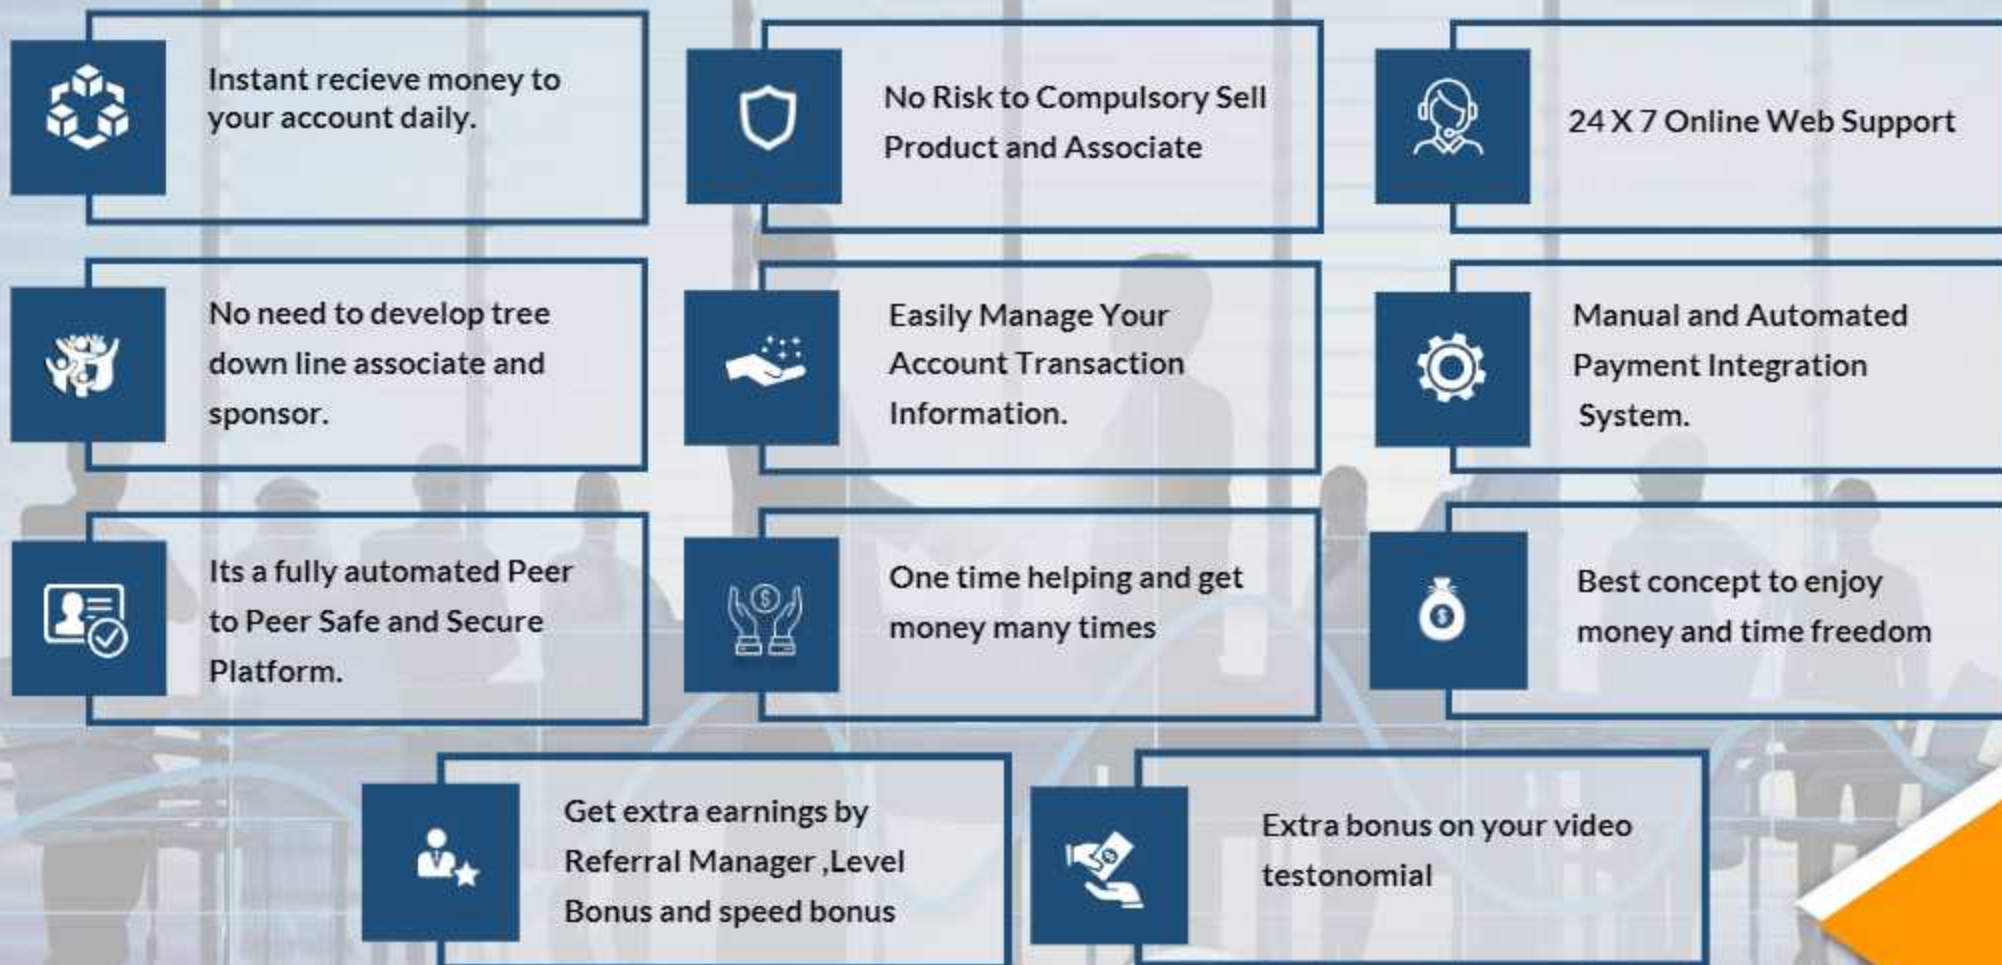 Instant recieve money to
your account daily.
No Risk to Compulsory Sell
Product and Associate
24 X 7 Online Web Support
No need to develop tree
down line associate and
sponsor.
Easily Manage Your
Account Transaction
Information.
Manual and Automated
Payment Integration
System.
Its a fully automated Peer
to Peer Safe and Secure
Platform.
One time helping and get
money many times
Best concept to enjoy
money and time freedom
Get extra earnings by
Referral Manager ,Level
Bonus and speed bonus
Extra bonus on your video
testonomial